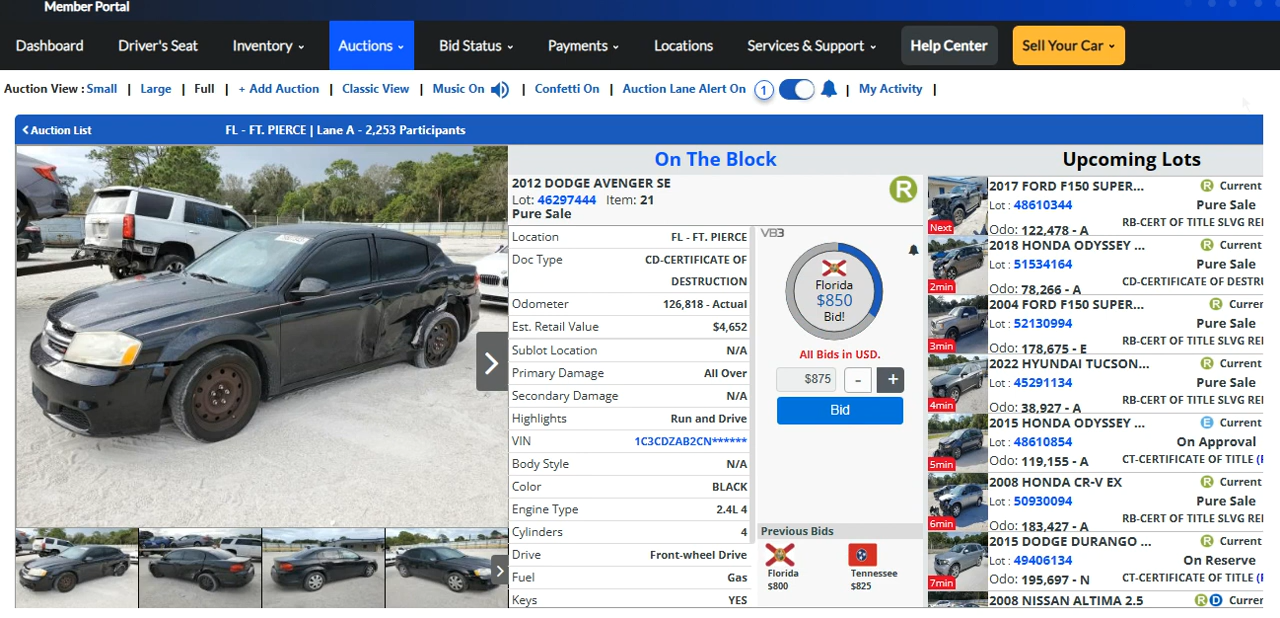 Member Portal
Dashboard Driver's Seat Inventory Auctions Bid Status Payments Locations Services & Support Help Center Sell Your Car
Auction View : Small | Large | Full | + Add Auction | Classic View | Music On | Confetti On | Auction Lane Alert On 1 | My Activity |
Auction List FL - FT. PIERCE | Lane A - 2,253 Participants
On The Block
2012 DODGE AVENGER SE
Lot: 46297444 Item: 21
Pure Sale
R
Location FL - FT. PIERCE
Doc Type CD-CERTIFICATE OF
DESTRUCTION
Odometer 126,818 - Actual
Est. Retail Value $4,652
Sublot Location N/A
Primary Damage All Over
Secondary Damage N/A
Highlights Run and Drive
VIN 1C3CDZAB2CN******
Body Style N/A
Color BLACK
Engine Type 2.4L 4
Cylinders 4
Drive Front-wheel Drive
Fuel Gas
Keys YES
VB3
Florida
$850
Bid!
All Bids in USD.
$875 - +
Bid
Previous Bids
Florida Tennessee
$800 $825
Upcoming Lots
2017 FORD F150 SUPER... R Current
Lot : 48610344 Pure Sale
RB-CERT OF TITLE SLVG REI
Next Odo: 122,478 - A
2018 HONDA ODYSSEY ... R Current
Lot : 51534164 Pure Sale
CD-CERTIFICATE OF DESTRU
2min Odo: 78,266 - A
2004 FORD F150 SUPER... R Currer
Lot : 52130994 Pure Sale
RB-CERT OF TITLE SLVG REI
3min Odo: 178,675 - E
2022 HYUNDAI TUCSON... R Current
Lot : 45291134 Pure Sale
RB-CERT OF TITLE SLVG REI
4min Odo: 38,927 - A
2015 HONDA ODYSSEY ... E Current
Lot : 48610854 On Approval
5min Odo: 119,155 - A CT-CERTIFICATE OF TITLE (F
2008 HONDA CR-V EX R Current
Lot : 50930094 Pure Sale
RB-CERT OF TITLE SLVG REI
6min Odo: 183,427 - A
2015 DODGE DURANGO ... R Current
Lot : 49406134 On Reserve
7min Odo: 195,697 - N CT-CERTIFICATE OF TITLE (F
2008 NISSAN ALTIMA 2.5 R D Currer